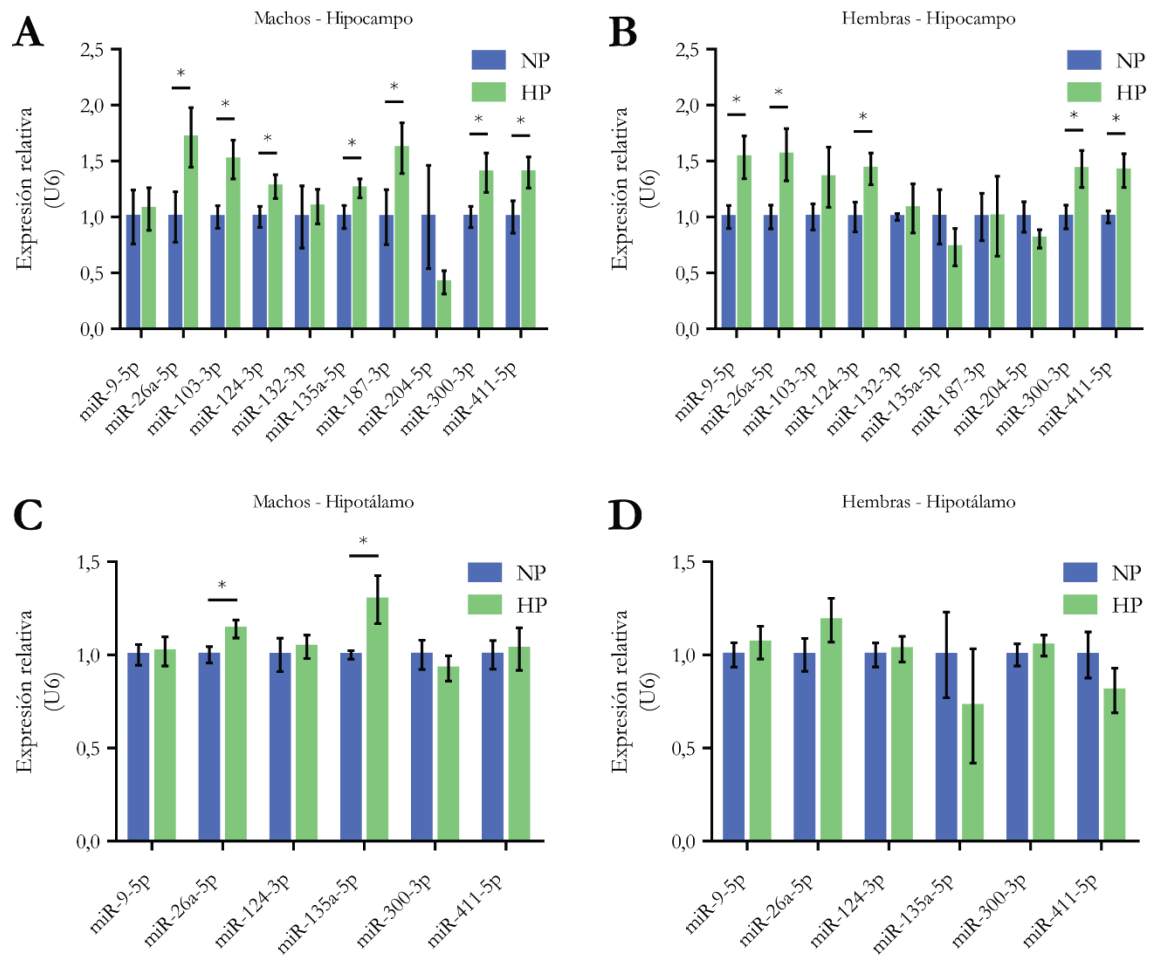 A
Machos - Hipocampo
Expresión relativa
(U6)
2,5
2,0
1,5
1,0
0,5
0,0
NP
HP
*
*
*
*
*
*
*
miR-9-5p
miR-26a-5p
miR-103-3p
miR-124-3p
miR-132-3p
miR-135a-5p
miR-187-3p
miR-204-5p
miR-300-3p
miR-411-5p
B
Hembras - Hipocampo
Expresión relativa
(U6)
2,5
2,0
1,5
1,0
0,5
0,0
NP
HP
*
*
*
*
*
miR-9-5p
miR-26a-5p
miR-103-3p
miR-124-3p
miR-132-3p
miR-135a-5p
miR-187-3p
miR-204-5p
miR-300-3p
miR-411-5p
C
Machos - Hipotálamo
Expresión relativa
(U6)
1,5
1,0
0,5
0,0
NP
HP
*
*
miR-9-5p
miR-26a-5p
miR-124-3p
miR-135a-5p
miR-300-3p
miR-411-5p
D
Hembras - Hipotálamo
Expresión relativa
(U6)
1,5
1,0
0,5
0,0
NP
HP
miR-9-5p
miR-26a-5p
miR-124-3p
miR-135a-5p
miR-300-3p
miR-411-5p